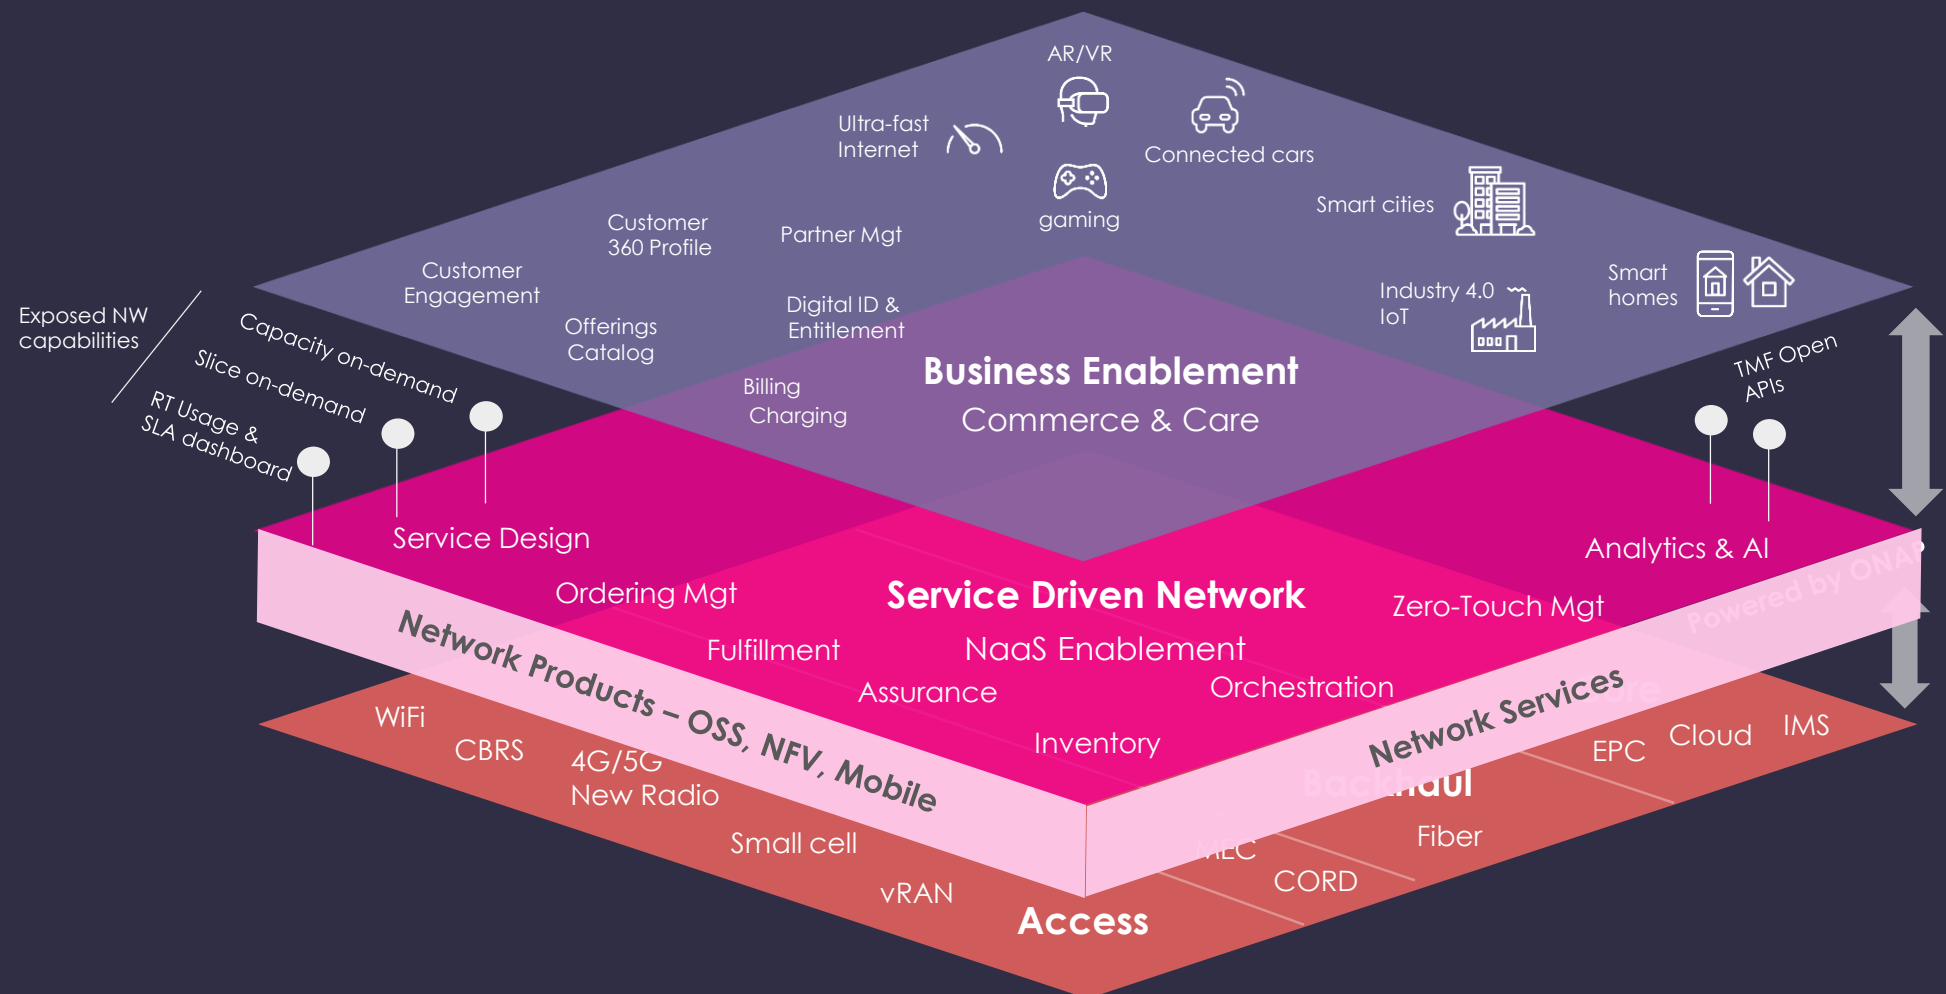 AR/VR
Ultra-fast
Internet
Connected cars
gaming
Smart cities
Customer
360 Profile
Partner Mgt
Customer
Engagement
Smart
homes
Industry 4.0
IoT
Digital ID &
Entitlement
Offerings
Catalog
Exposed NW
capabilities
Capacity on-demand
Slice on-demand
RT Usage &
SLA dashboard
Business Enablement
Commerce & Care
Billing
Charging
TMF Open
APIs
Service Design
Analytics & AI
Ordering Mgt
Service Driven Network
Zero-Touch Mgt
Powered by ONAP
Fulfillment
NaaS Enablement
Assurance
Orchestration
Inventory
Network Products – OSS, NFV, Mobile
Network Services
WiFi
CBRS
4G/5G
New Radio
Small cell
vRAN
Access
MEC
CORD
Backhaul
Fiber
EPC
Cloud
IMS